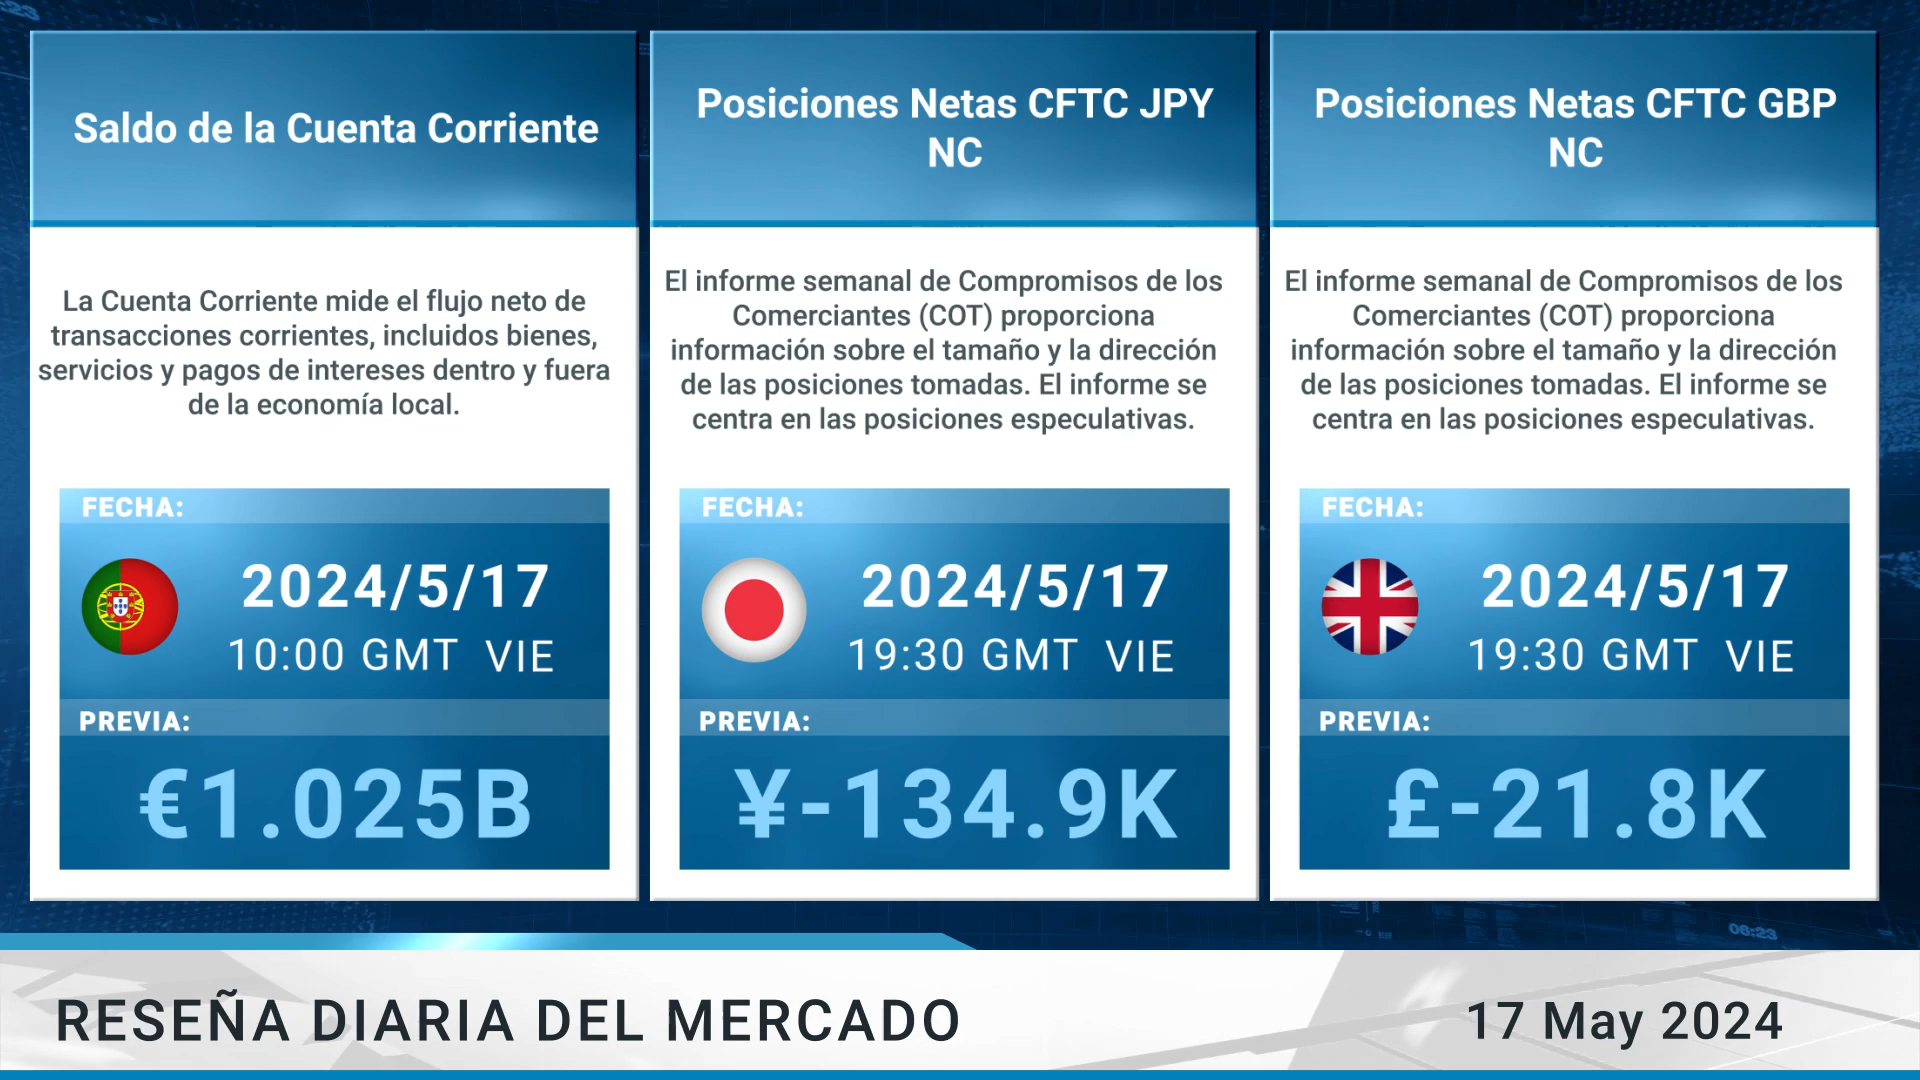 Saldo de la Cuenta Corriente
La Cuenta Corriente mide el flujo neto de
transacciones corrientes, incluidos bienes,
servicios y pagos de intereses dentro y fuera
de la economía local.
FECHA:
2024/5/17
10:00 GMT VIE
PREVIA:
€1.025B
Posiciones Netas CFTC JPY
NC
El informe semanal de Compromisos de los
Comerciantes (COT) proporciona
información sobre el tamaño y la dirección
de las posiciones tomadas. El informe se
centra en las posiciones especulativas.
FECHA:
2024/5/17
19:30 GMT VIE
PREVIA:
¥-134.9K
Posiciones Netas CFTC GBP
NC
El informe semanal de Compromisos de los
Comerciantes (COT) proporciona
información sobre el tamaño y la dirección
de las posiciones tomadas. El informe se
centra en las posiciones especulativas.
FECHA:
2024/5/17
19:30 GMT VIE
PREVIA:
£-21.8K
06:23
RESEÑA DIARIA DEL MERCADO
17 May 2024